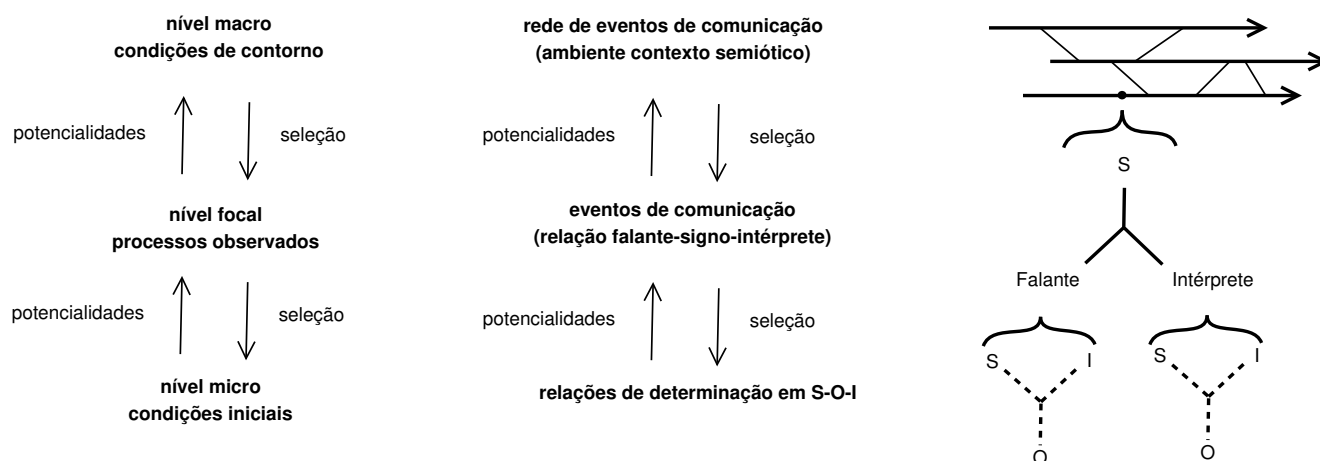 nível macro
condições de contorno
potencialidades
seleção
nível focal
processos observados
potencialidades
seleção
nível micro
condições iniciais
rede de eventos de comunicação
(ambiente contexto semiótico)
potencialidades
seleção
eventos de comunicação
(relação falante-signo-intérprete)
potencialidades
seleção
relações de determinação em S-O-I
S
Falante
Intérprete
S
I
O
S
I
O